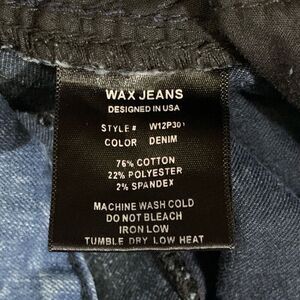 WAX JEANS
DESIGNED IN USA
STYLE # W12P301
COLOR DENIM
76% COTTON
22% POLYESTER
2% SPANDEX
MACHINE WASH COLD
DO NOT BLEACH
IRON LOW
TUMBLE DRY LOW HEAT